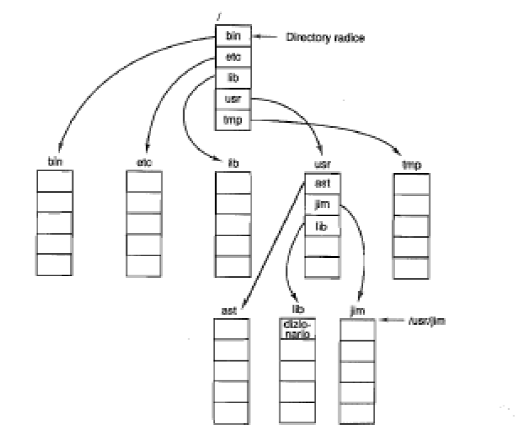 /
bin
Directory radice
etc
lib
usr
tmp
bin
etc
lib
usr
tmp
ast
jim
lib
ast
lib
jim
dizio-
nario
/usr/jim